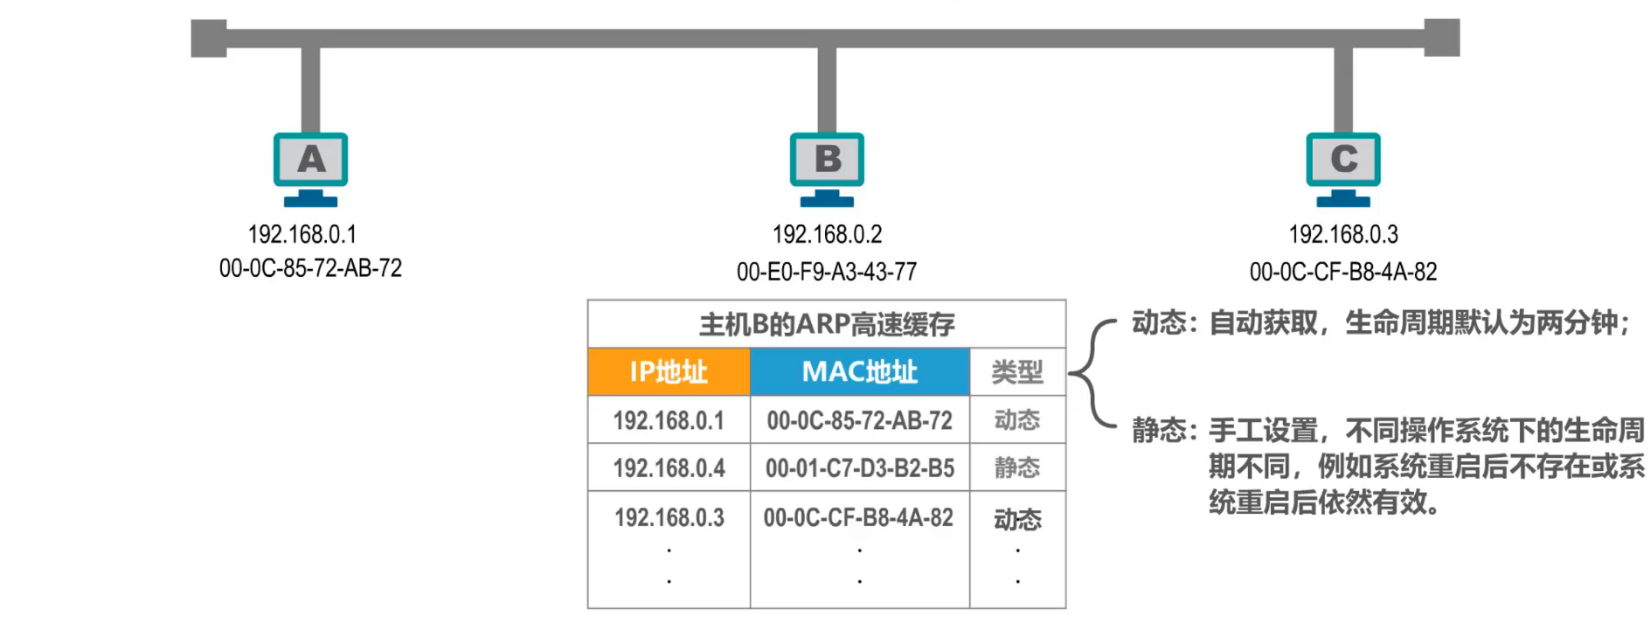 A
B
C
192.168.0.1
00-0C-85-72-AB-72
192.168.0.2
00-E0-F9-A3-43-77
192.168.0.3
00-0C-CF-B8-4A-82
主机B的ARP高速缓存
IP地址 MAC地址 类型
192.168.0.1 00-0C-85-72-AB-72 动态
192.168.0.4 00-01-C7-D3-B2-B5 静态
192.168.0.3 00-0C-CF-B8-4A-82 动态
动态：自动获取，生命周期默认为两分钟；
静态：手工设置，不同操作系统下的生命周
期不同，例如系统重启后不存在或系
统重启后依然有效。